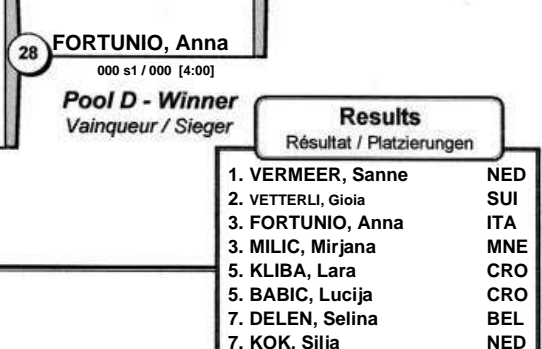 28
FORTUNIO, Anna
000 s1 / 000 [4:00]
Pool D - Winner
Vainqueur / Sieger
Results
Résultat / Platzierungen
1. VERMEER, Sanne NED
2. VETTERLI, Gioia SUI
3. FORTUNIO, Anna ITA
3. MILIC, Mirjana MNE
5. KLIBA, Lara CRO
5. BABIC, Lucija CRO
7. DELEN, Selina BEL
7. KOK, Silja NED